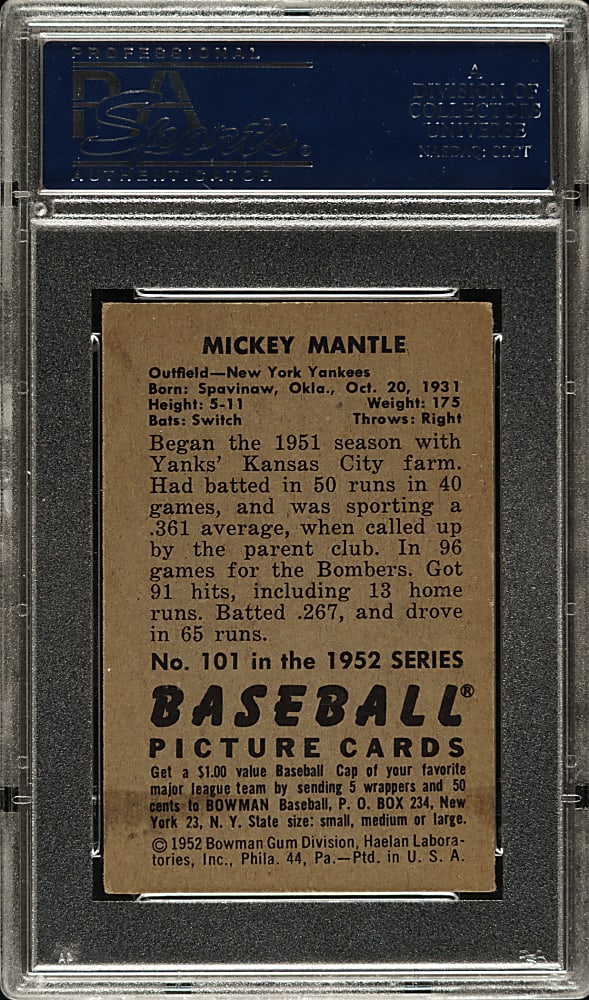 PROFESSIONAL
PSA
Sports
AUTHENTICATOR
A
DIVISION OF
COLLECTORS
UNIVERSE
NASDAQ: CLCT
MICKEY MANTLE
Outfield—New York Yankees
Born: Spavinaw, Okla., Oct. 20, 1931
Height: 5-11 Weight: 175
Bats: Switch Throws: Right
Began the 1951 season with
Yanks' Kansas City farm.
Had batted in 50 runs in 40
games, and was sporting a
.361 average, when called up
by the parent club. In 96
games for the Bombers. Got
91 hits, including 13 home
runs. Batted .267, and drove
in 65 runs.
No. 101 in the 1952 SERIES
BASEBALL®
PICTURE CARDS
Get a $1.00 value Baseball Cap of your favorite
major league team by sending 5 wrappers and 50
cents to BOWMAN Baseball, P. O. BOX 234, New
York 23, N. Y. State size: small, medium or large.
© 1952 Bowman Gum Division, Haelan Labora-
tories, Inc., Phila. 44, Pa.—Ptd. in U. S. A.